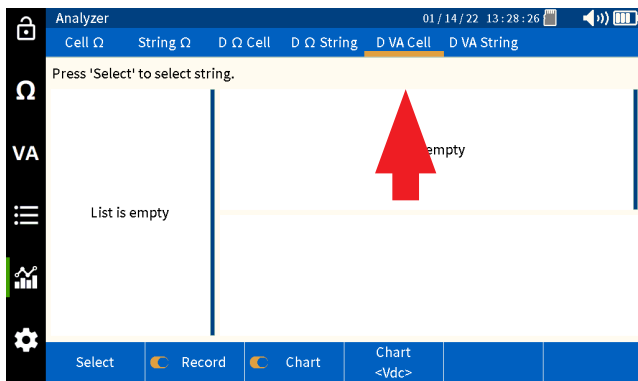 Analyzer 01/14/22 13:28:26
Cell Ω String Ω D Ω Cell D Ω String D VA Cell D VA String
Press 'Select' to select string.
Ω
VA
empty
List is empty
Select Record Chart Chart
<Vdc>